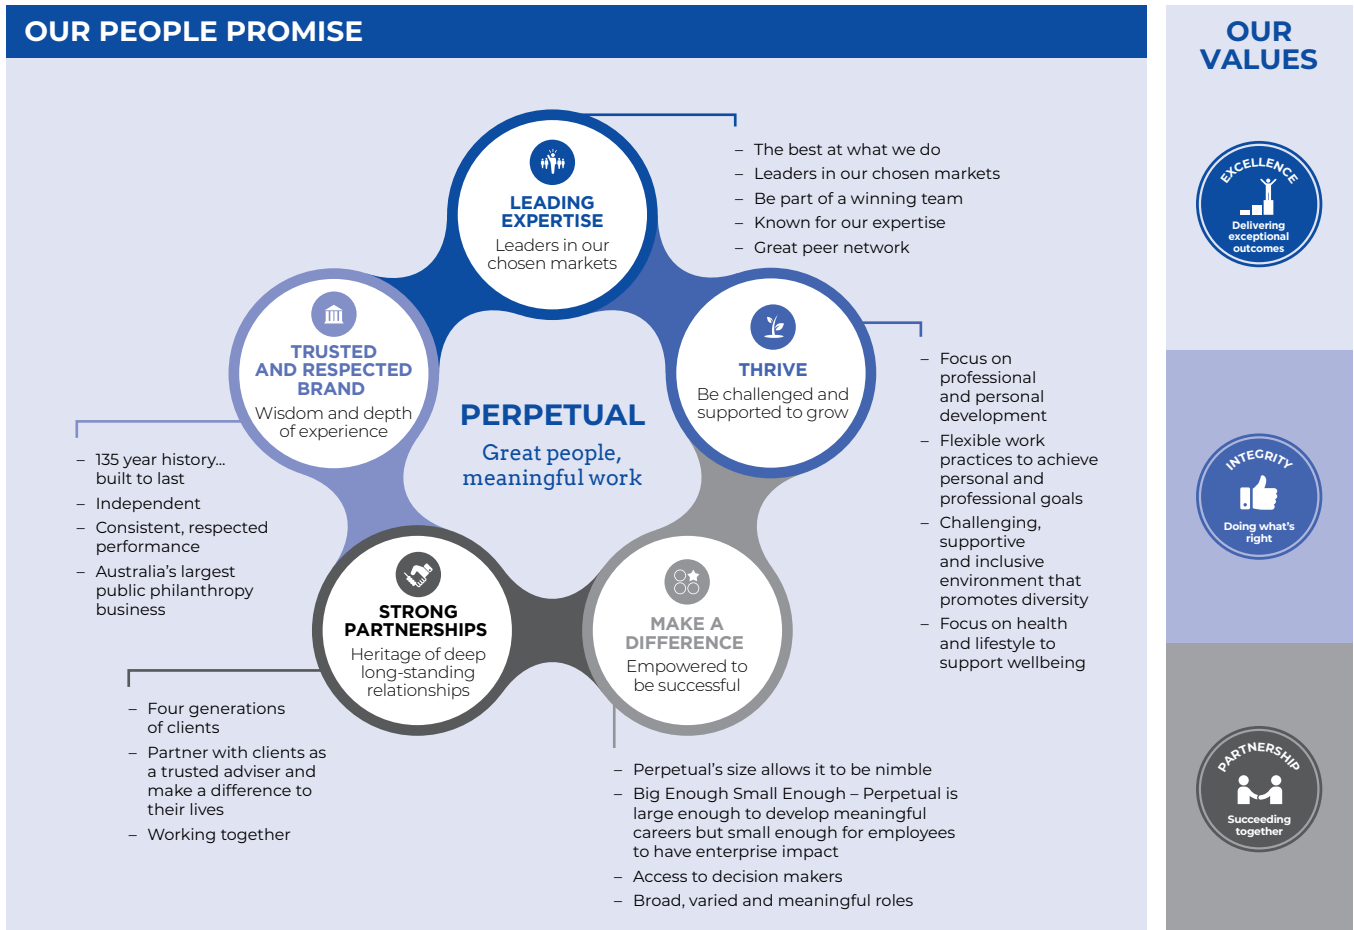 OUR PEOPLE PROMISE
LEADING
EXPERTISE
Leaders in our
chosen markets
– The best at what we do
– Leaders in our chosen markets
– Be part of a winning team
– Known for our expertise
– Great peer network
THRIVE
Be challenged and
supported to grow
– Focus on
professional
and personal
development
– Flexible work
practices to achieve
personal and
professional goals
– Challenging,
supportive
and inclusive
environment that
promotes diversity
– Focus on health
and lifestyle to
support wellbeing
TRUSTED
AND RESPECTED
BRAND
Wisdom and depth
of experience
– 135 year history...
built to last
– Independent
– Consistent, respected
performance
– Australia's largest
public philanthropy
business
PERPETUAL
Great people,
meaningful work
STRONG
PARTNERSHIPS
Heritage of deep
long-standing
relationships
– Four generations
of clients
– Partner with clients as
a trusted adviser and
make a difference to
their lives
– Working together
MAKE A
DIFFERENCE
Empowered to
be successful
– Perpetual's size allows it to be nimble
– Big Enough Small Enough – Perpetual is
large enough to develop meaningful
careers but small enough for employees
to have enterprise impact
– Access to decision makers
– Broad, varied and meaningful roles
OUR
VALUES
EXCELLENCE
Delivering
exceptional
outcomes
INTEGRITY
Doing what's
right
PARTNERSHIP
Succeeding
together